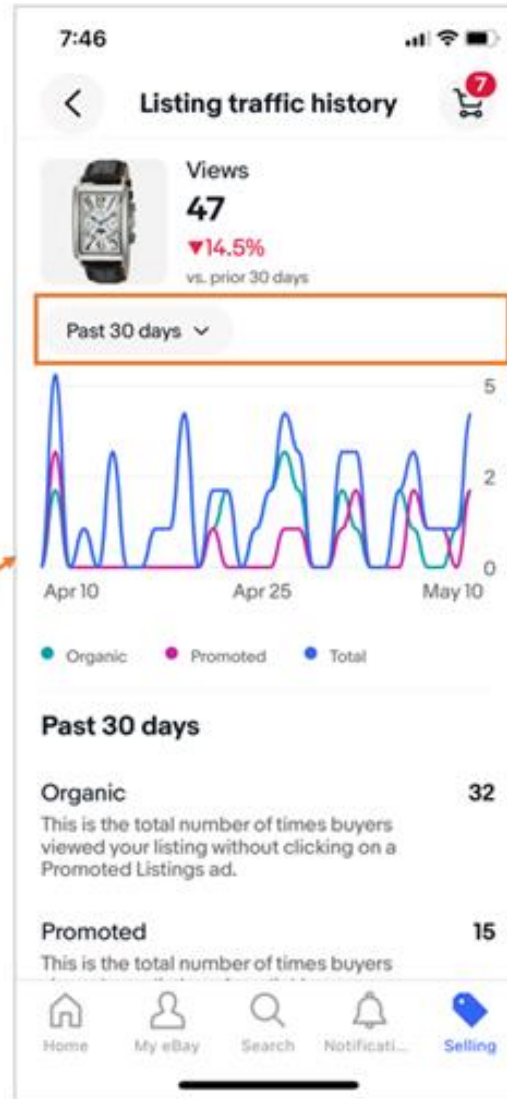 7:46
Listing traffic history
7
Views
47
▼14.5%
vs. prior 30 days
Past 30 days
5
2
0
Apr 10 Apr 25 May 10
Organic Promoted Total
Past 30 days
Organic 32
This is the total number of times buyers
viewed your listing without clicking on a
Promoted Listings ad.
Promoted 15
This is the total number of times buyers
Home My eBay Search Notificati... Selling